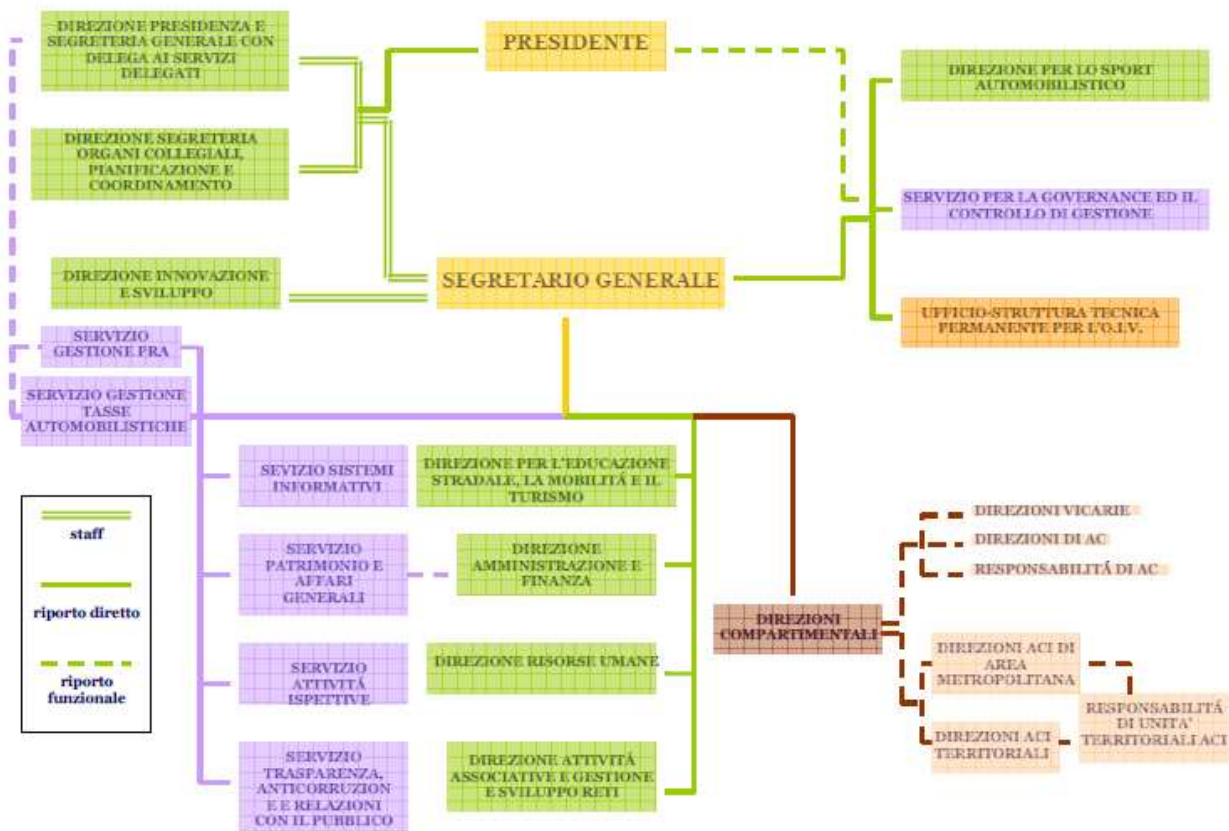 DIREZIONE PRESIDENZA E
SEGRETERIA GENERALE CON
DELEGA AI SERVIZI
DELEGATI
PRESIDENTE
DIREZIONE PER LO SPORT
AUTOMOBILISTICO
DIREZIONE SEGRETERIA
ORGANI COLLEGIALI,
PIANIFICAZIONE E
COORDINAMENTO
SERVIZIO PER LA GOVERNANCE ED IL
CONTROLLO DI GESTIONE
DIREZIONE INNOVAZIONE
E SVILUPPO
SEGRETARIO GENERALE
UFFICIO-STRUTTURA TECNICA
PERMANENTE PER L'O.I.V.
SERVIZIO
GESTIONE PRA
SERVIZIO GESTIONE
TASSE
AUTOMOBILISTICHE
SEVIZIO SISTEMI
INFORMATIVI
DIREZIONE PER L'EDUCAZIONE
STRADALE, LA MOBILITÁ E IL
TURISMO
SERVIZIO
PATRIMONIO E
AFFARI
GENERALI
DIREZIONE
AMMINISTRAZIONE E
FINANZA
SERVIZIO
ATTIVITÁ
ISPETTIVE
DIREZIONE RISORSE UMANE
SERVIZIO
TRASPARENZA,
ANTICORRUZION
E E RELAZIONI
CON IL PUBBLICO
DIREZIONE ATTIVITÁ
ASSOCIATIVE E GESTIONE
E SVILUPPO RETI
staff
riporto diretto
riporto
funzionale
DIREZIONI
COMPARTIMENTALI
DIREZIONI VICARIE
DIREZIONI DI AC
RESPONSABILITÁ DI AC
DIREZIONI ACI DI
AREA
METROPOLITANA
DIREZIONI ACI
TERRITORIALI
RESPONSABILITÁ
DI UNITA'
TERRITORIALI ACI